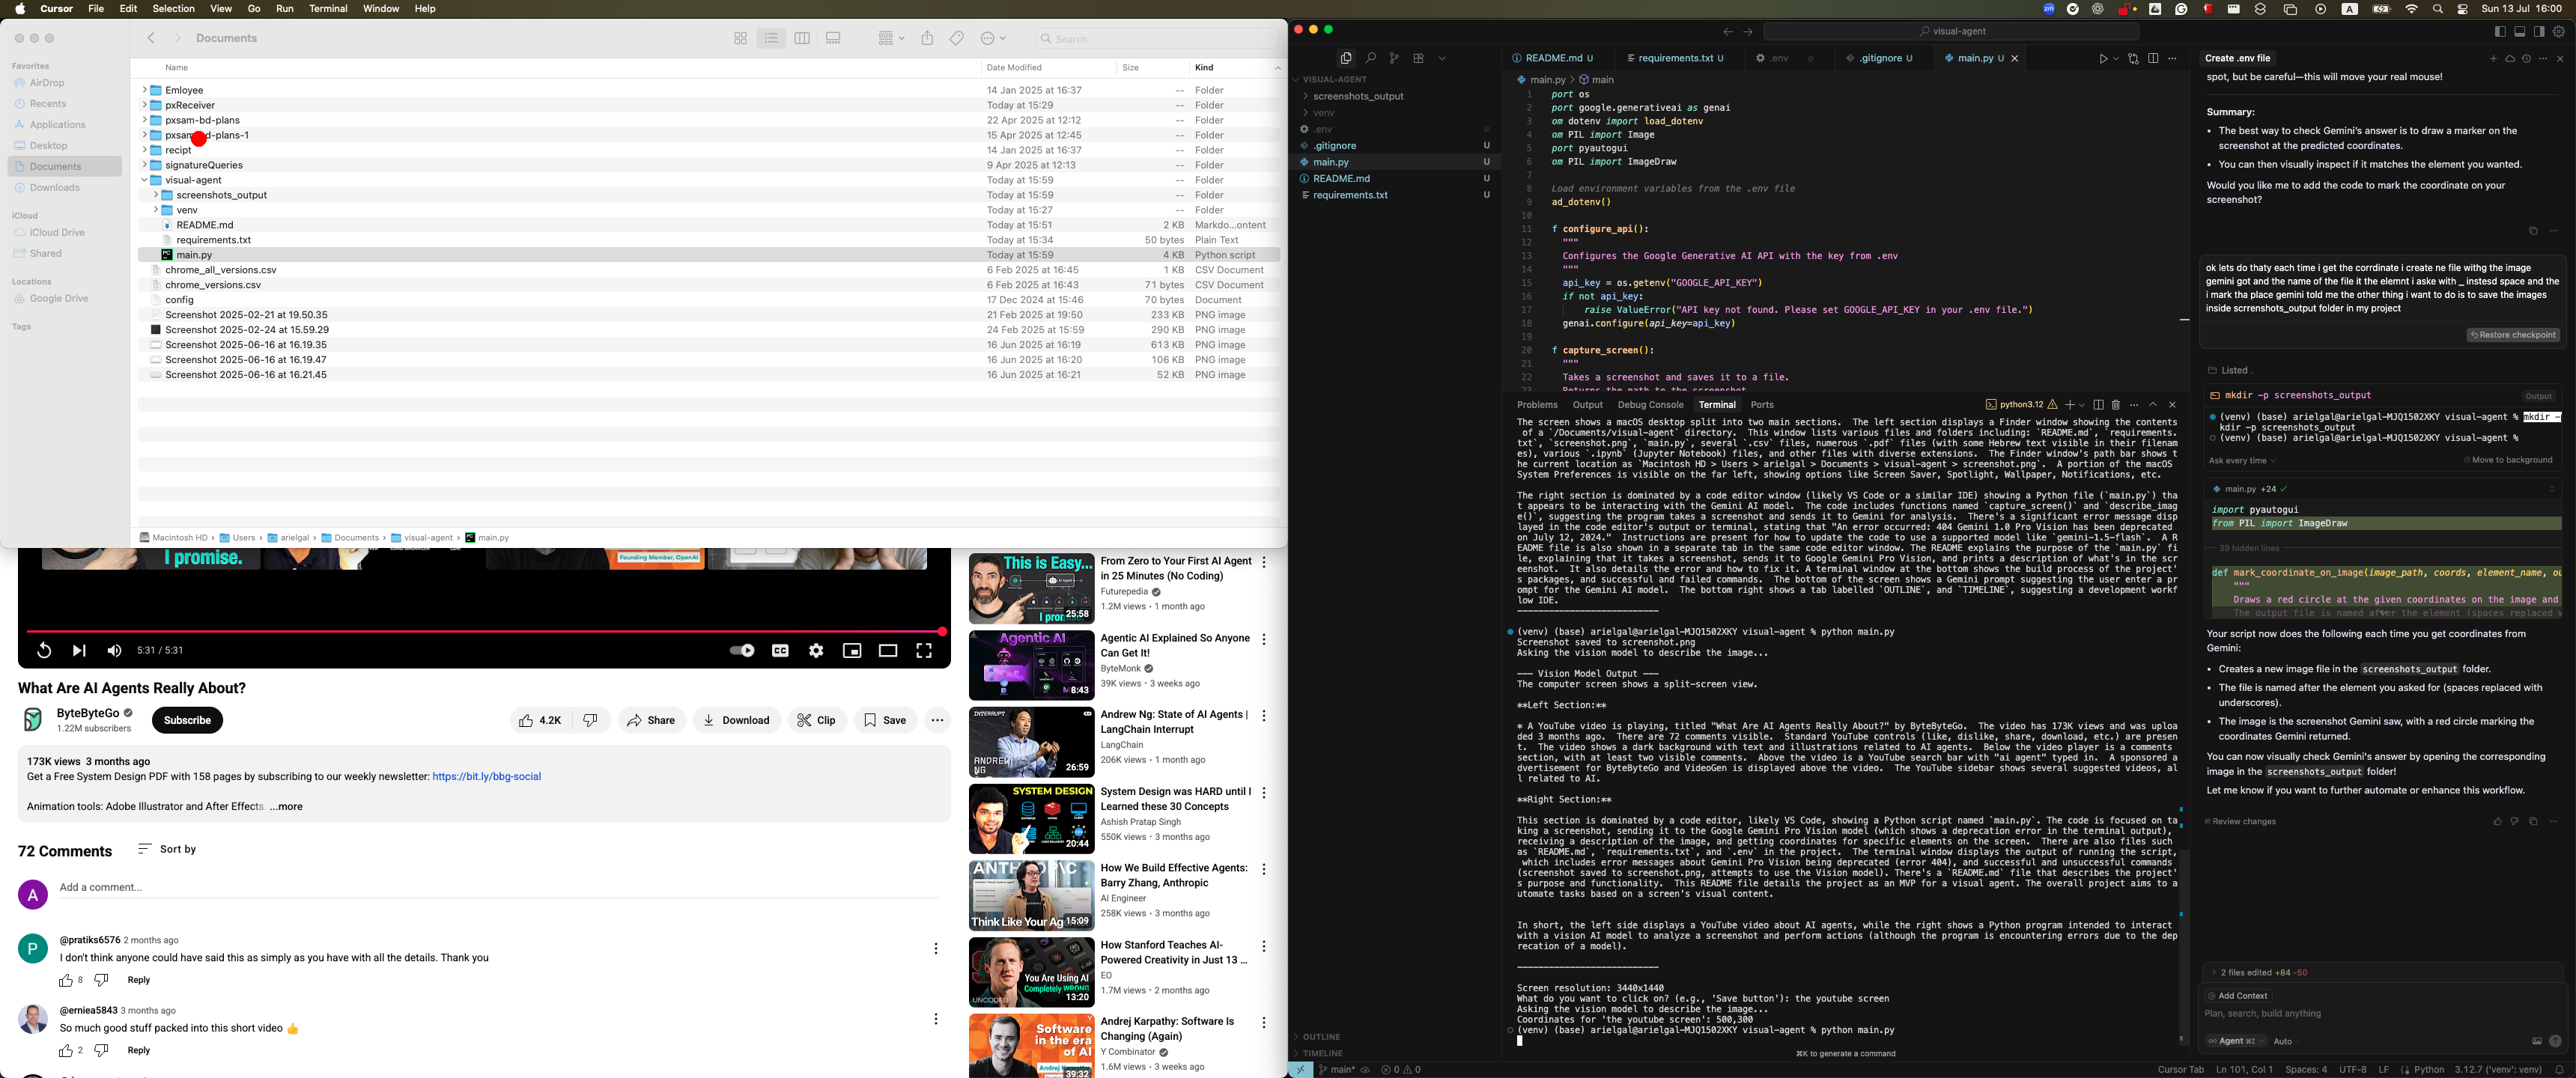 Cursor File Edit Selection View Go Run Terminal Window Help
Sun 13 Jul 16:00
Documents
Search
Favorites
AirDrop
Recents
Applications
Desktop
Documents
Downloads
iCloud
iCloud Drive
Shared
Locations
Google Drive
Tags
Name Date Modified Size Kind
Emloyee 14 Jan 2025 at 16:37 -- Folder
pxReceiver Today at 15:29 -- Folder
pxsam-bd-plans 22 Apr 2025 at 12:12 -- Folder
d-plans-1 15 Apr 2025 at 12:45 -- Folder
recipt 14 Jan 2025 at 16:37 -- Folder
signatureQueries 9 Apr 2025 at 12:13 -- Folder
visual-agent Today at 15:59 -- Folder
screenshots_output Today at 15:59 -- Folder
venv Today at 15:27 -- Folder
README.md Today at 15:51 2 KB Markdo...ontent
requirements.txt Today at 15:34 50 bytes Plain Text
main.py Today at 15:59 4 KB Python script
chrome_all_versions.csv 6 Feb 2025 at 16:45 1 KB CSV Document
chrome_versions.csv 6 Feb 2025 at 16:43 71 bytes CSV Document
config 17 Dec 2024 at 15:46 70 bytes Document
Screenshot 2025-02-21 at 19.50.35 21 Feb 2025 at 19:50 233 KB PNG image
Screenshot 2025-02-24 at 15.59.29 24 Feb 2025 at 15:59 290 KB PNG image
Screenshot 2025-06-16 at 16.19.35 16 Jun 2025 at 16:19 613 KB PNG image
Screenshot 2025-06-16 at 16.19.47 16 Jun 2025 at 16:20 106 KB PNG image
Screenshot 2025-06-16 at 16.21.45 16 Jun 2025 at 16:21 52 KB PNG image
Macintosh HD › Users › arielgal › Documents › visual-agent › main.py
I promise.
Founding Member, OpenAI
5:31 / 5:31
What Are AI Agents Really About?
ByteByteGo
1.22M subscribers
Subscribe
4.2K Share Download Clip Save
173K views 3 months ago
Get a Free System Design PDF with 158 pages by subscribing to our weekly newsletter: https://bit.ly/bbg-social
Animation tools: Adobe Illustrator and After Effects. ...more
72 Comments Sort by
A Add a comment...
P @pratiks6576 2 months ago
I don't think anyone could have said this as simply as you have with all the details. Thank you
8 Reply
@erniea5843 3 months ago
So much good stuff packed into this short video 👍
2 Reply
This is Easy...
25:58
From Zero to Your First AI Agent
in 25 Minutes (No Coding)
Futurepedia
1.2M views • 1 month ago
Agentic AI
8:43
Agentic AI Explained So Anyone
Can Get It!
ByteMonk
39K views • 3 weeks ago
INTERRUPT
ANDREW
NG
26:59
Andrew Ng: State of AI Agents |
LangChain Interrupt
LangChain
206K views • 1 month ago
SYSTEM DESIGN
20:44
System Design was HARD until I
Learned these 30 Concepts
Ashish Pratap Singh
550K views • 3 months ago
Think Like Your Ag
15:09
How We Build Effective Agents:
Barry Zhang, Anthropic
AI Engineer
258K views • 3 months ago
You Are Using AI
Completely WRONG
UNCODED
13:20
How Stanford Teaches AI-
Powered Creativity in Just 13 ...
EO
1.7M views • 2 months ago
Software
in the era
of AI
39:32
Andrej Karpathy: Software Is
Changing (Again)
Y Combinator
1.6M views • 3 weeks ago
visual-agent
VISUAL-AGENT
screenshots_output
venv
.env
.gitignore U
main.py U
README.md U
requirements.txt U
OUTLINE
TIMELINE
README.md U requirements.txt U .env .gitignore U main.py U
main.py › main
1 port os
2 port google.generativeai as genai
3 om dotenv import load_dotenv
4 om PIL import Image
5 port pyautogui
6 om PIL import ImageDraw
7
8 Load environment variables from the .env file
9 ad_dotenv()
10
11 f configure_api():
12 """
13 Configures the Google Generative AI API with the key from .env
14 """
15 api_key = os.getenv("GOOGLE_API_KEY")
16 if not api_key:
17 raise ValueError("API key not found. Please set GOOGLE_API_KEY in your .env file.")
18 genai.configure(api_key=api_key)
19
20 f capture_screen():
21 """
22 Takes a screenshot and saves it to a file.
23 Returns the path to the screenshot.
Problems Output Debug Console Terminal Ports
python3.12
The screen shows a macOS desktop split into two main sections. The left section displays a Finder window showing the contents
of a `/Documents/visual-agent` directory. This window lists various files and folders including: `README.md`, `requirements.
txt`, `screenshot.png`, `main.py`, several `.csv` files, numerous `.pdf` files (with some Hebrew text visible in their filenam
es), various `.ipynb` (Jupyter Notebook) files, and other files with diverse extensions. The Finder window's path bar shows t
he current location as `Macintosh HD > Users > arielgal > Documents > visual-agent > screenshot.png`. A portion of the macOS
System Preferences is visible on the far left, showing options like Screen Saver, Spotlight, Wallpaper, Notifications, etc.
The right section is dominated by a code editor window (likely VS Code or a similar IDE) showing a Python file (`main.py`) tha
t appears to be interacting with the Gemini AI model. The code includes functions named `capture_screen()` and `describe_imag
e()`, suggesting the program takes a screenshot and sends it to Gemini for analysis. There's a significant error message disp
layed in the code editor's output or terminal, stating that "An error occurred: 404 Gemini 1.0 Pro Vision has been deprecated
on July 12, 2024." Instructions are present for how to update the code to use a supported model like `gemini-1.5-flash`. A R
EADME file is also shown in a separate tab in the same code editor window. The README explains the purpose of the `main.py` fi
le, explaining that it takes a screenshot, sends it to Google Gemini Pro Vision, and prints a description of what's in the scr
eenshot. It also details the error and how to fix it. A terminal window at the bottom shows the build process of the project'
s packages, and successful and failed commands. The bottom of the screen shows a Gemini prompt suggesting the user enter a pr
ompt for the Gemini AI model. The bottom right shows a tab labelled `OUTLINE`, and `TIMELINE`, suggesting a development workf
low IDE.
---------------------------
(venv) (base) arielgal@arielgal-MJQ1502XKY visual-agent % python main.py
Screenshot saved to screenshot.png
Asking the vision model to describe the image...
--- Vision Model Output ---
The computer screen shows a split-screen view.
**Left Section:**
* A YouTube video is playing, titled "What Are AI Agents Really About?" by ByteByteGo. The video has 173K views and was uploa
ded 3 months ago. There are 72 comments visible. Standard YouTube controls (like, dislike, share, download, etc.) are presen
t. The video shows a dark background with text and illustrations related to AI agents. Below the video player is a comments
section, with at least two visible comments. Above the video is a YouTube search bar with "ai agent" typed in. A sponsored a
dvertisement for ByteByteGo and VideoGen is displayed above the video. The YouTube sidebar shows several suggested videos, al
l related to AI.
**Right Section:**
This section is dominated by a code editor, likely VS Code, showing a Python script named `main.py`. The code is focused on ta
king a screenshot, sending it to the Google Gemini Pro Vision model (which shows a deprecation error in the terminal output),
receiving a description of the image, and getting coordinates for specific elements on the screen. There are also files such
as `README.md`, `requirements.txt`, and `.env` in the project. The terminal window displays the output of running the script,
which includes error messages about Gemini Pro Vision being deprecated (error 404), and successful and unsuccessful commands
(screenshot saved to screenshot.png, attempts to use the Vision model). There's a `README.md` file that describes the project'
s purpose and functionality. This README file details the project as an MVP for a visual agent. The overall project aims to a
utomate tasks based on a screen's visual content.
In short, the left side displays a YouTube video about AI agents, while the right shows a Python program intended to interact
with a vision AI model to analyze a screenshot and perform actions (although the program is encountering errors due to the dep
recation of a model).
---------------------------
Screen resolution: 3440x1440
What do you want to click on? (e.g., 'Save button'): the youtube screen
Asking the vision model to describe the image...
Coordinates for 'the youtube screen': 500,300
(venv) (base) arielgal@arielgal-MJQ1502XKY visual-agent % python main.py
⌘K to generate a command
Create .env file
spot, but be careful—this will move your real mouse!
Summary:
• The best way to check Gemini's answer is to draw a marker on the
screenshot at the predicted coordinates.
• You can then visually inspect if it matches the element you wanted.
Would you like me to add the code to mark the coordinate on your
screenshot?
ok lets do thaty each time i get the corrdinate i create ne file withg the image
gemini got and the name of the file it the elemnt i aske with _ instesd space and the
i mark tha place gemini told me the other thing i want to do is to save the images
inside scrrenshots_output folder in my project
Restore checkpoint
Listed .
mkdir -p screenshots_output Output
(venv) (base) arielgal@arielgal-MJQ1502XKY visual-agent % mkdir -
kdir -p screenshots_output
(venv) (base) arielgal@arielgal-MJQ1502XKY visual-agent %
Ask every time Move to background
main.py +24
import pyautogui
from PIL import ImageDraw
39 hidden lines
def mark_coordinate_on_image(image_path, coords, element_name, ou
"""
Draws a red circle at the given coordinates on the image and
The output file is named after the element (spaces replaced
Your script now does the following each time you get coordinates from
Gemini:
• Creates a new image file in the screenshots_output folder.
• The file is named after the element you asked for (spaces replaced with
underscores).
• The image is the screenshot Gemini saw, with a red circle marking the
coordinates Gemini returned.
You can now visually check Gemini's answer by opening the corresponding
image in the screenshots_output folder!
Let me know if you want to further automate or enhance this workflow.
Review changes
2 files edited +84 -50
Add Context
Plan, search, build anything
Agent ⌘I Auto
main* 0 0
Cursor Tab Ln 101, Col 1 Spaces: 4 UTF-8 LF Python 3.12.7 ('venv': venv)